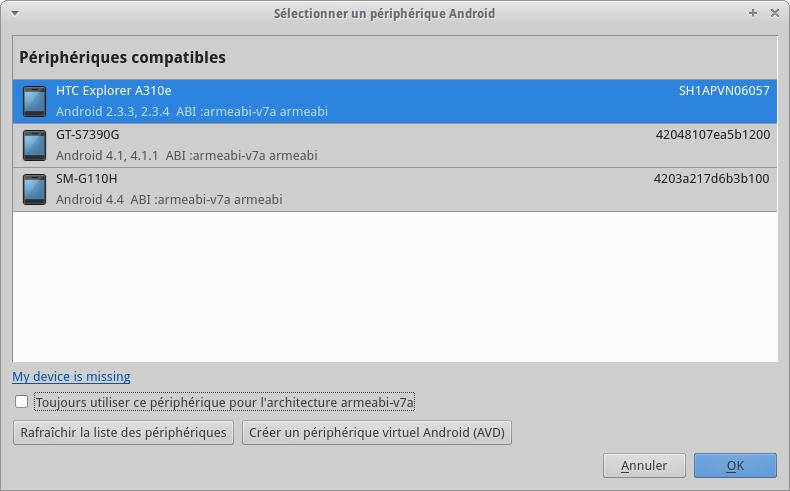 Sélectionner un périphérique Android
Périphériques compatibles
HTC Explorer A310e SH1APVN06057
Android 2.3.3, 2.3.4 ABI :armeabi-v7a armeabi
GT-S7390G 42048107ea5b1200
Android 4.1, 4.1.1 ABI :armeabi-v7a armeabi
SM-G110H 4203a217d6b3b100
Android 4.4 ABI :armeabi-v7a armeabi
My device is missing
Toujours utiliser ce périphérique pour l'architecture armeabi-v7a
Rafraîchir la liste des périphériques Créer un périphérique virtuel Android (AVD)
Annuler OK